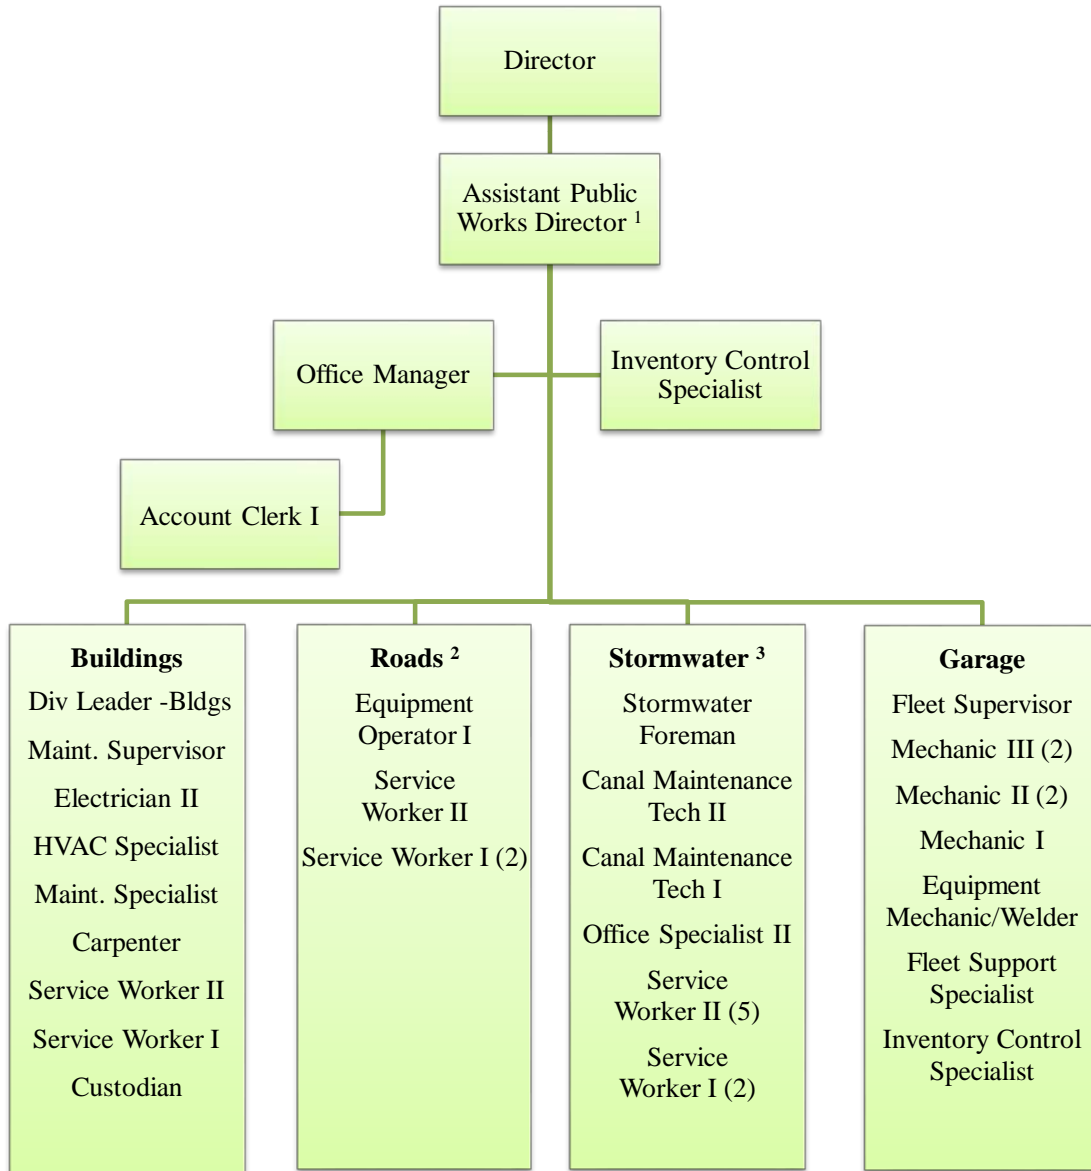 Director
Assistant Public
Works Director 1
Office Manager
Inventory Control
Specialist
Account Clerk I
Buildings
Div Leader -Bldgs
Maint. Supervisor
Electrician II
HVAC Specialist
Maint. Specialist
Carpenter
Service Worker II
Service Worker I
Custodian
Roads 2
Equipment
Operator I
Service
Worker II
Service Worker I (2)
Stormwater 3
Stormwater
Foreman
Canal Maintenance
Tech II
Canal Maintenance
Tech I
Office Specialist II
Service
Worker II (5)
Service
Worker I (2)
Garage
Fleet Supervisor
Mechanic III (2)
Mechanic II (2)
Mechanic I
Equipment
Mechanic/Welder
Fleet Support
Specialist
Inventory Control
Specialist